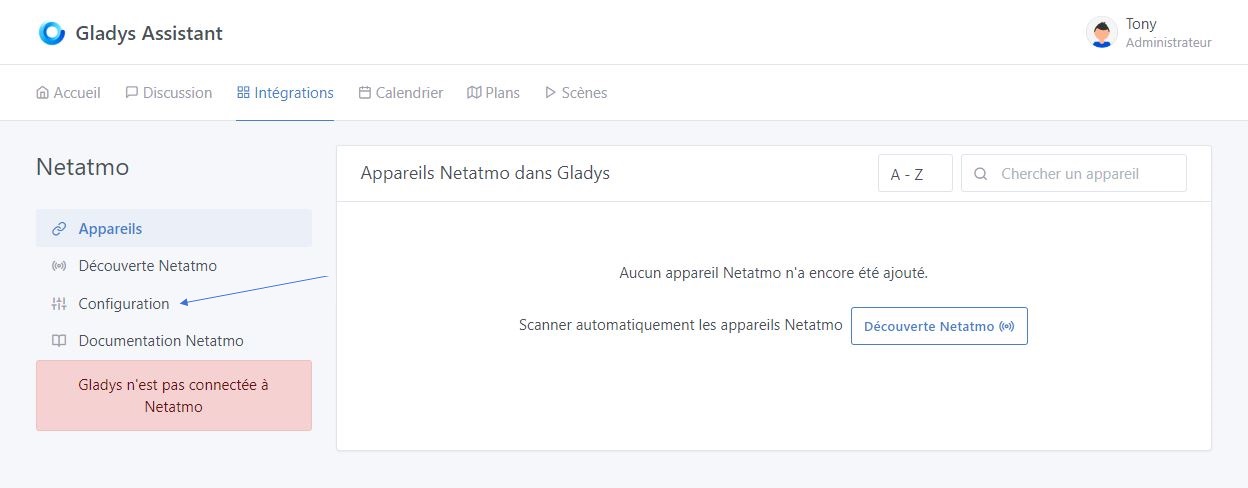 Gladys Assistant
Tony
Administrateur
Accueil
Discussion
Intégrations
Calendrier
Plans
Scènes
Netatmo
Appareils
Découverte Netatmo
Configuration
Documentation Netatmo
Gladys n'est pas connectée à
Netatmo
Appareils Netatmo dans Gladys
A - Z
Chercher un appareil
Aucun appareil Netatmo n'a encore été ajouté.
Scanner automatiquement les appareils Netatmo
Découverte Netatmo